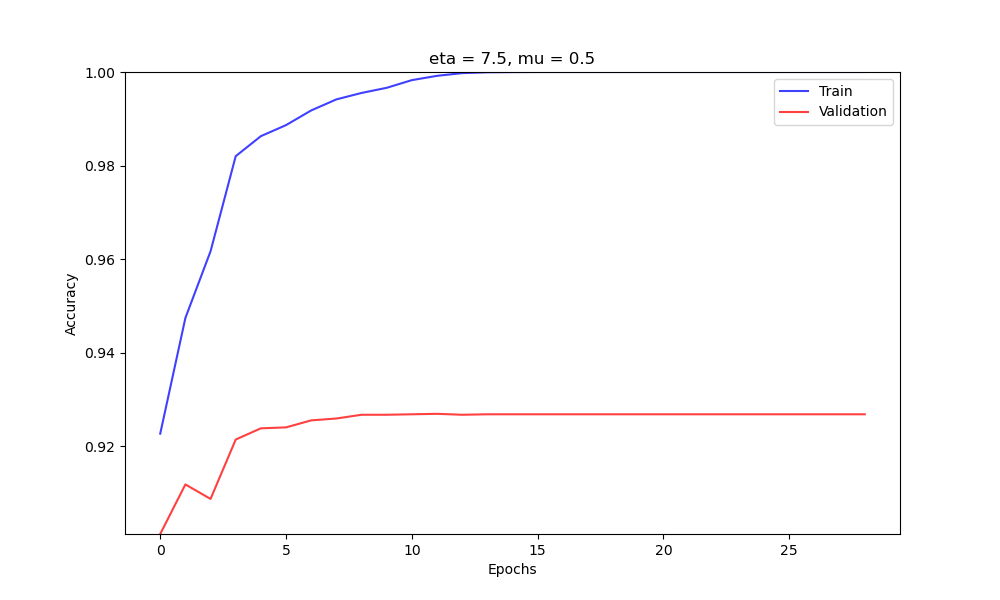 eta = 7.5, mu = 0.5
1.00
0.98
0.96
0.94
0.92
Accuracy
Train
Validation
0 5 10 15 20 25
Epochs